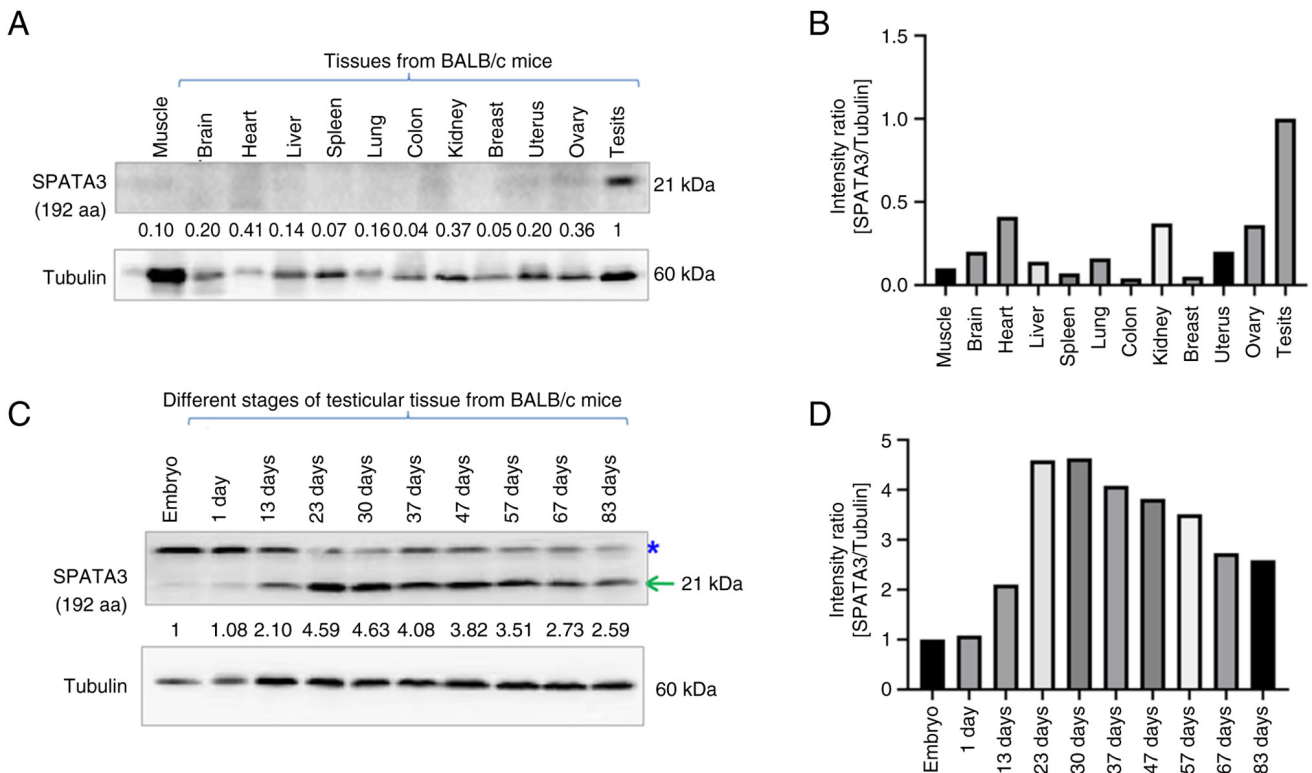 A
Tissues from BALB/c mice
Muscle
'Brain
Heart
Liver
Spleen
Lung
Colon
Kidney
Breast
Uterus
Ovary
Tesits
SPATA3
(192 aa)
21 kDa
0.10 0.20 0.41 0.14 0.07 0.16 0.04 0.37 0.05 0.20 0.36 1
Tubulin
60 kDa
B
Intensity ratio
[SPATA3/Tubulin]
1.5
1.0
0.5
0.0
Muscle
Brain
Heart
Liver
Spleen
Lung
Colon
Kidney
Breast
Uterus
Ovary
Tesits
C
Different stages of testicular tissue from BALB/c mice
Embryo
1 day
13 days
23 days
30 days
37 days
47 days
57 days
67 days
83 days
*
SPATA3
(192 aa)
21 kDa
1 1.08 2.10 4.59 4.63 4.08 3.82 3.51 2.73 2.59
Tubulin
60 kDa
D
Intensity ratio
[SPATA3/Tubulin]
5
4
3
2
1
0
Embryo
1 day
13 days
23 days
30 days
37 days
47 days
57 days
67 days
83 days